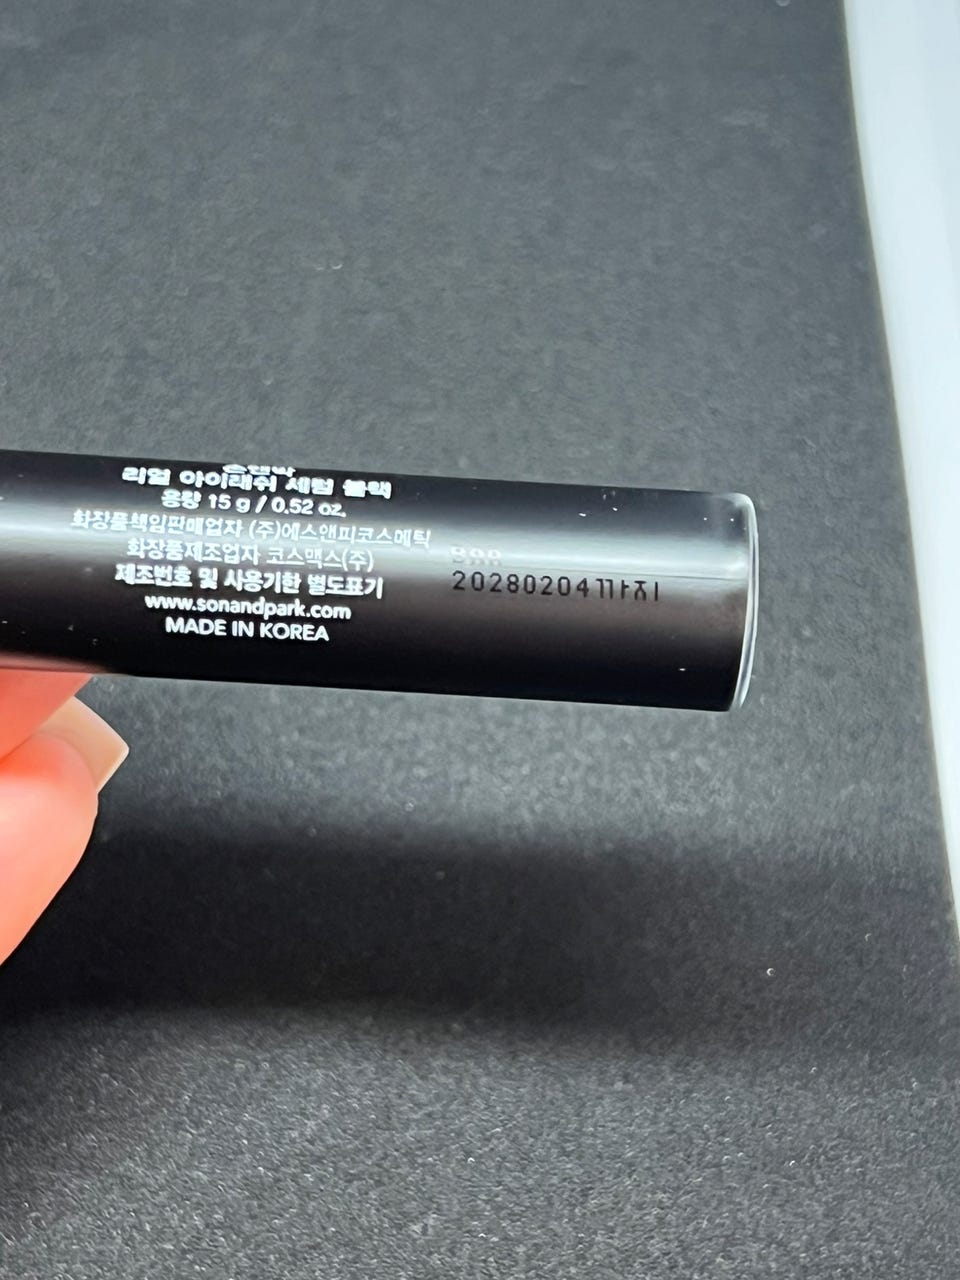 손앤박
리얼 아이래쉬 세럼 블랙
용량 15 g / 0.52 oz.
화장품책임판매업자 (주)에스앤피코스메틱
화장품제조업자 코스맥스(주)
제조번호 및 사용기한 별도표기
www.sonandpark.com
MADE IN KOREA
20280204까지